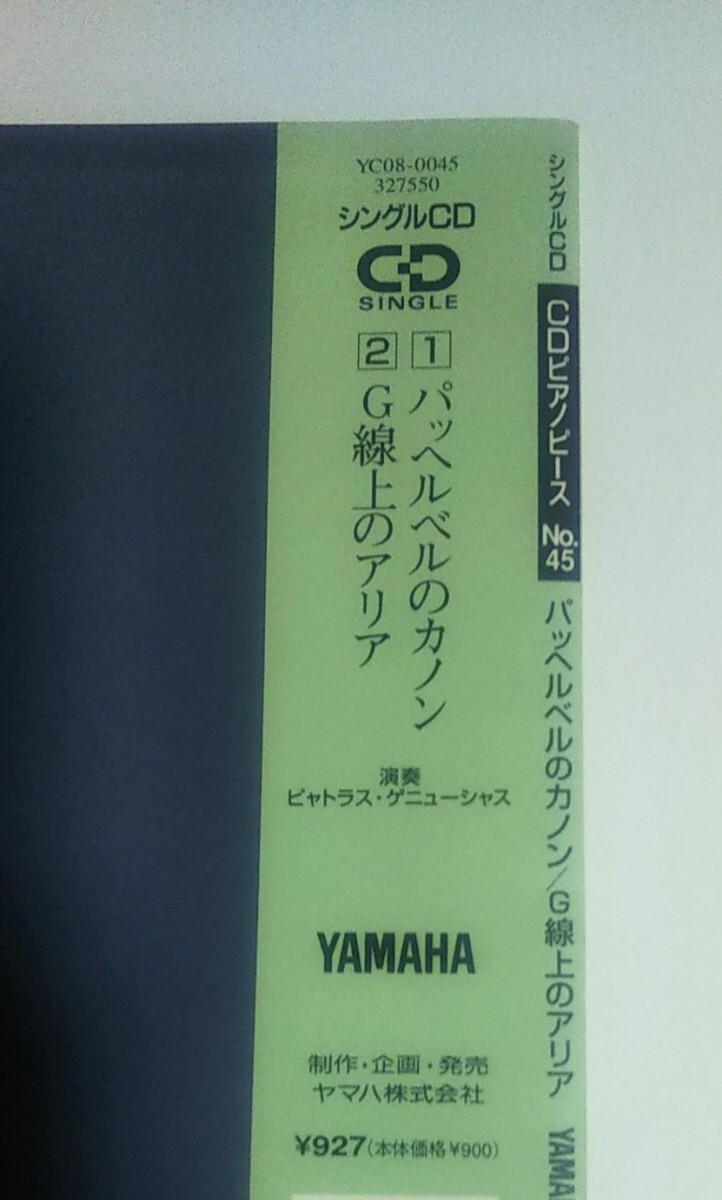 YC08-0045
327550
シングルCD
CD
SINGLE
1 パッヘルベルのカノン
2 G線上のアリア
演奏
ピャトラス・ゲニューシャス
YAMAHA
制作・企画・発売
ヤマハ株式会社
¥927(本体価格¥900)
シングルCD
CDピアノピース No.45
パッヘルベルのカノン/G線上のアリア
YAMA